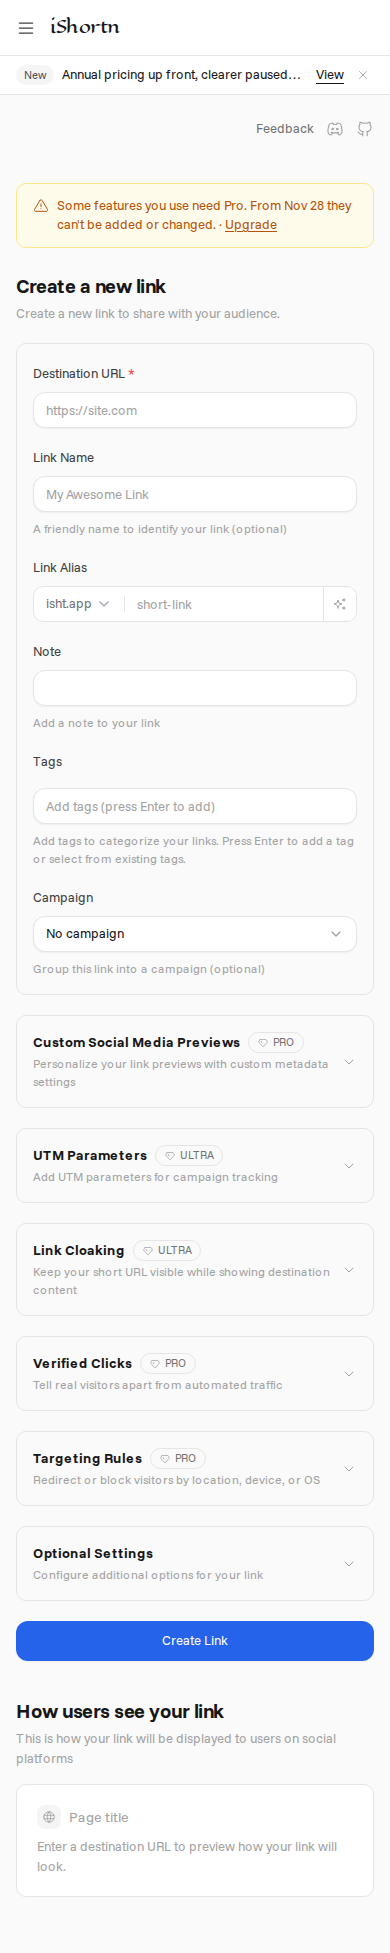 iShortn
New Annual pricing up front, clearer paused... View
Feedback
Some features you use need Pro. From Nov 28 they
can't be added or changed. · Upgrade
Create a new link
Create a new link to share with your audience.
Destination URL *
https://site.com
Link Name
My Awesome Link
A friendly name to identify your link (optional)
Link Alias
isht.app short-link
Note
Add a note to your link
Tags
Add tags (press Enter to add)
Add tags to categorize your links. Press Enter to add a tag
or select from existing tags.
Campaign
No campaign
Group this link into a campaign (optional)
Custom Social Media Previews PRO
Personalize your link previews with custom metadata
settings
UTM Parameters ULTRA
Add UTM parameters for campaign tracking
Link Cloaking ULTRA
Keep your short URL visible while showing destination
content
Verified Clicks PRO
Tell real visitors apart from automated traffic
Targeting Rules PRO
Redirect or block visitors by location, device, or OS
Optional Settings
Configure additional options for your link
Create Link
How users see your link
This is how your link will be displayed to users on social
platforms
Page title
Enter a destination URL to preview how your link will
look.